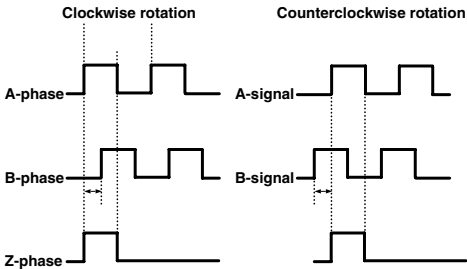 Clockwise rotation
Counterclockwise rotation
A-phase
A-signal
B-phase
B-signal
Z-phase